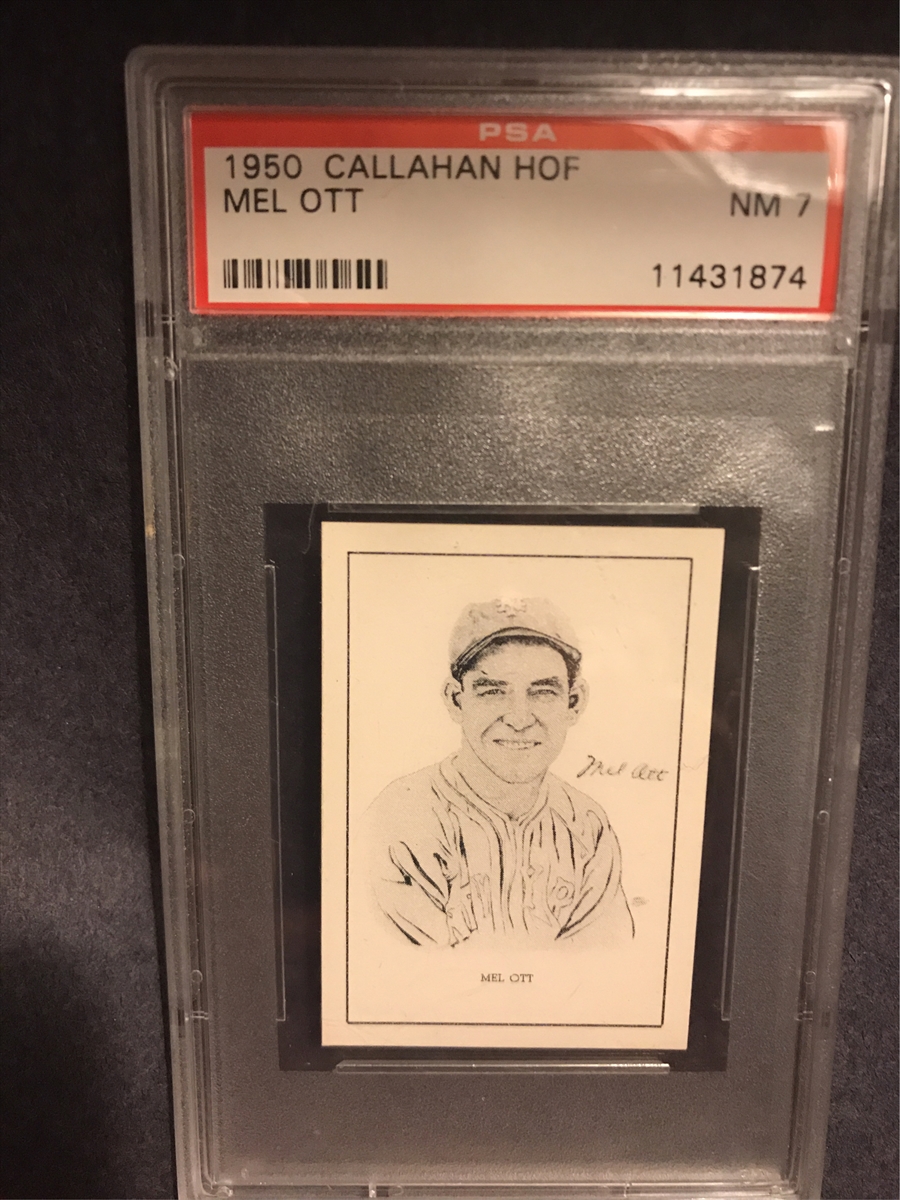 PSA
1950 CALLAHAN HOF
MEL OTT
NM 7
11431874
Mel Ott
MEL OTT